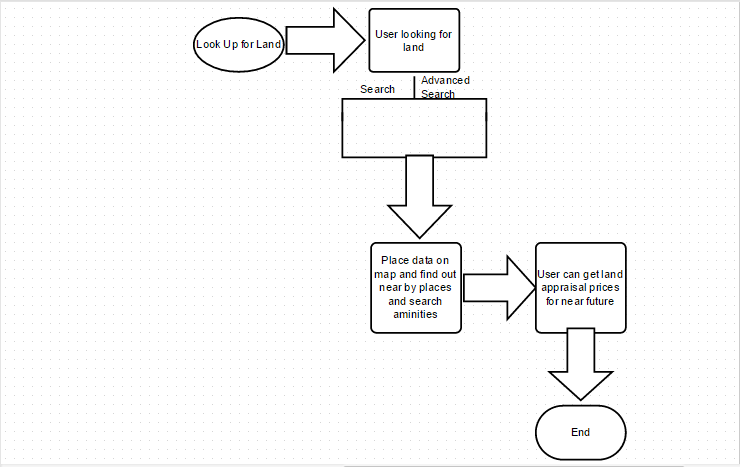 Look Up for Land
User looking for
land
Search
Advanced
Search
Place data on
map and find out
near by places
and search
aminities
User can get land
appraisal prices
for near future
End